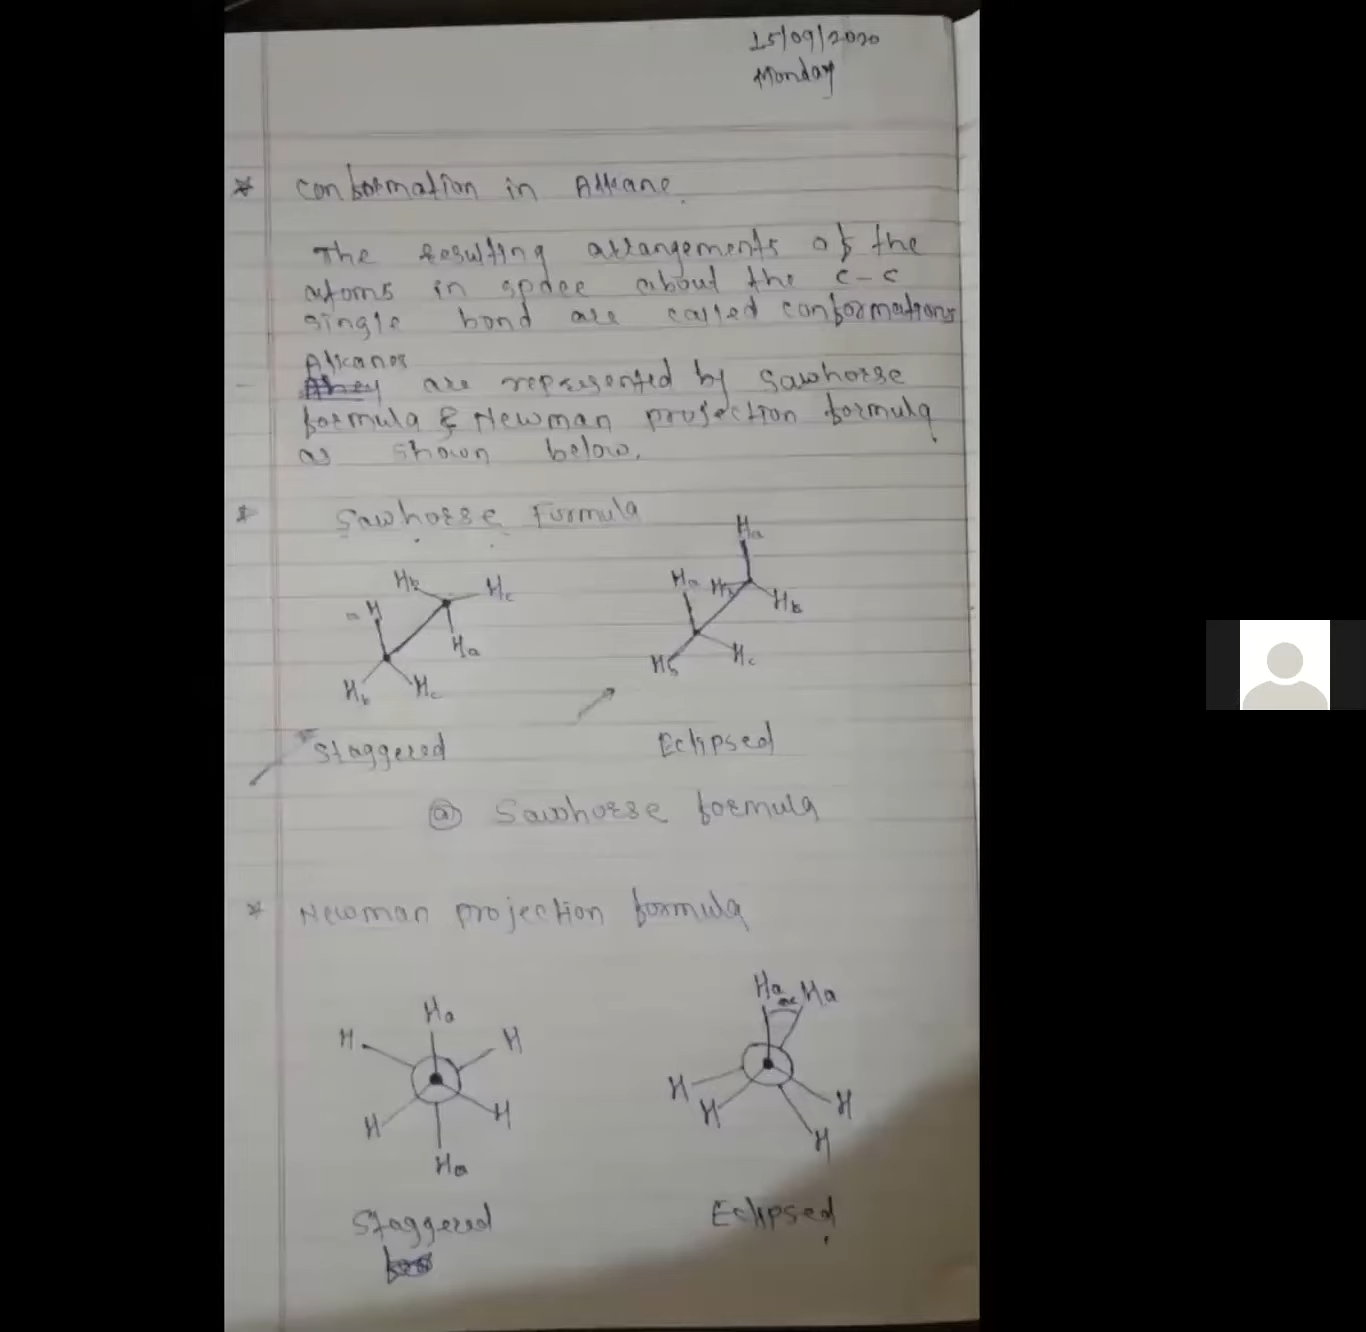 15/09/2020
Monday
* Conformation in Alkane.
The resulting arrangements of the
atoms in space about the C-C
single bond are called conformations
Alkanes
are represented by Sawhorse
formula & Newman projection formula
as shown below.
* Sawhorse Formula
Ha
Hb Hc Ha Hc
H Hb
Ha Hc
Hb Hc Hb
Staggered Eclipsed
(a) Sawhorse formula
* Newman projection formula
Ha Ha
Ha
H H
H H
H H H H
Ha H
Staggered Eclipsed